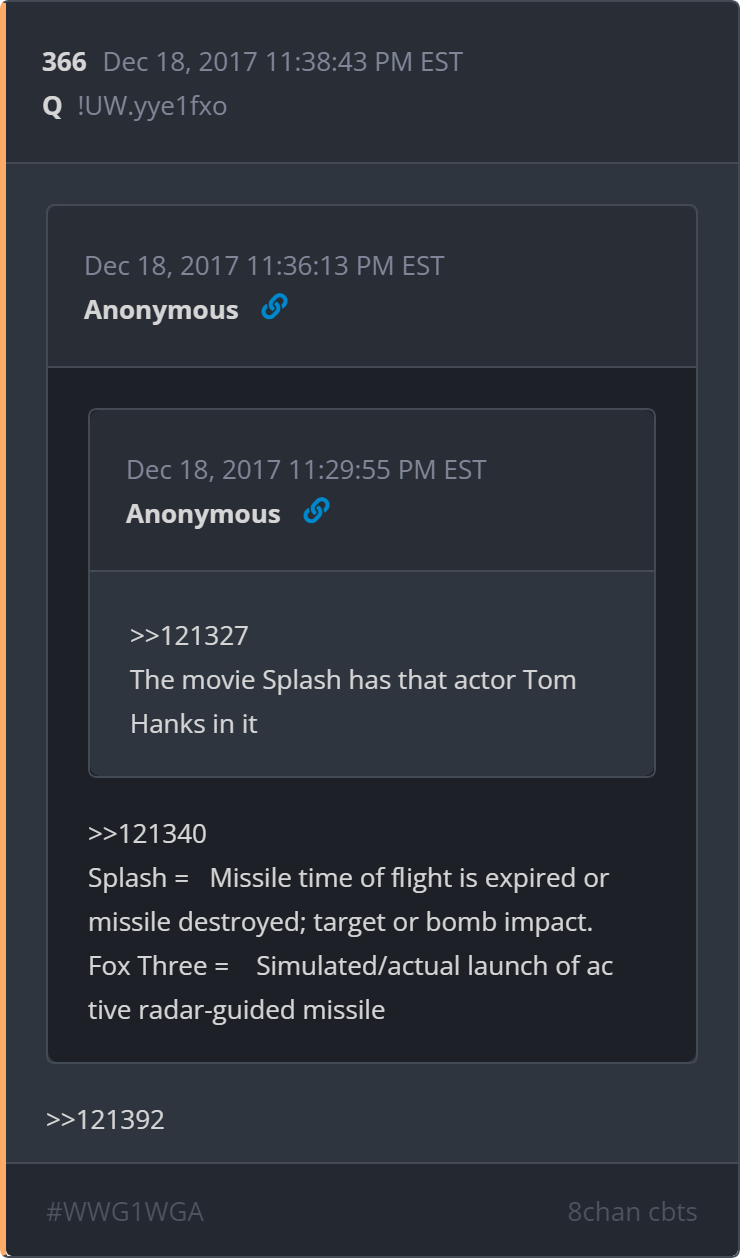 366 Dec 18, 2017 11:38:43 PM EST
Q !UW.yye1fxo
Dec 18, 2017 11:36:13 PM EST
Anonymous
Dec 18, 2017 11:29:55 PM EST
Anonymous
>>121327
The movie Splash has that actor Tom
Hanks in it
>>121340
Splash = Missile time of flight is expired or
missile destroyed; target or bomb impact.
Fox Three = Simulated/actual launch of ac
tive radar-guided missile
>>121392
#WWG1WGA
8chan cbts